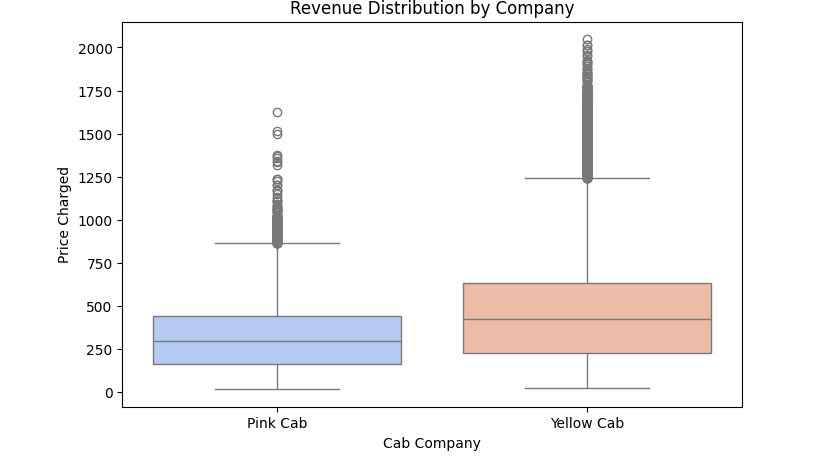 Revenue Distribution by Company
2000
1750
1500
1250
1000
750
500
250
0
Price Charged
Pink Cab
Yellow Cab
Cab Company